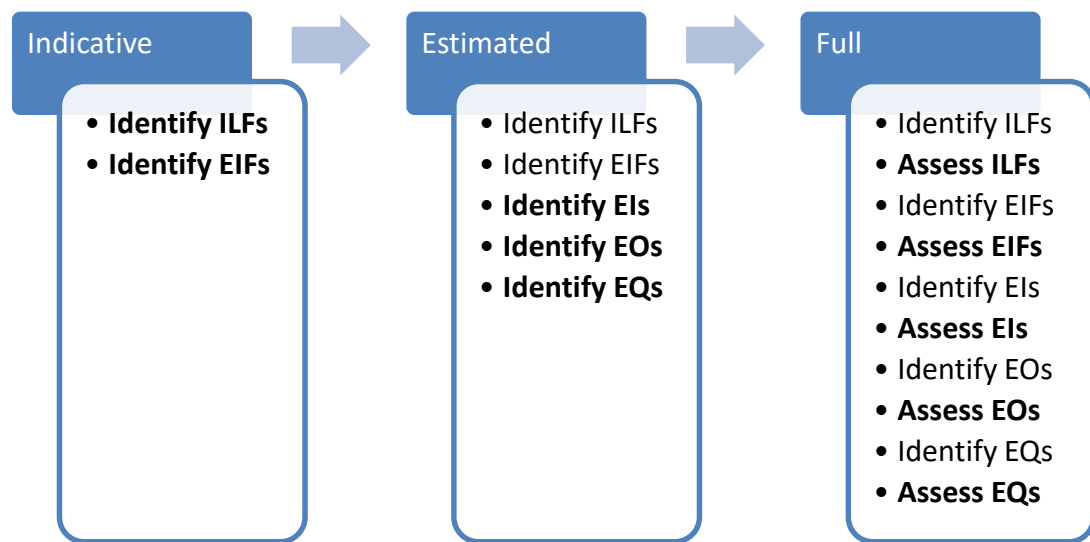 Indicative
• Identify ILFs
• Identify EIFs
Estimated
• Identify ILFs
• Identify EIFs
• Identify EIs
• Identify EOs
• Identify EQs
Full
• Identify ILFs
• Assess ILFs
• Identify EIFs
• Assess EIFs
• Identify EIs
• Assess EIs
• Identify EOs
• Assess EOs
• Identify EQs
• Assess EQs